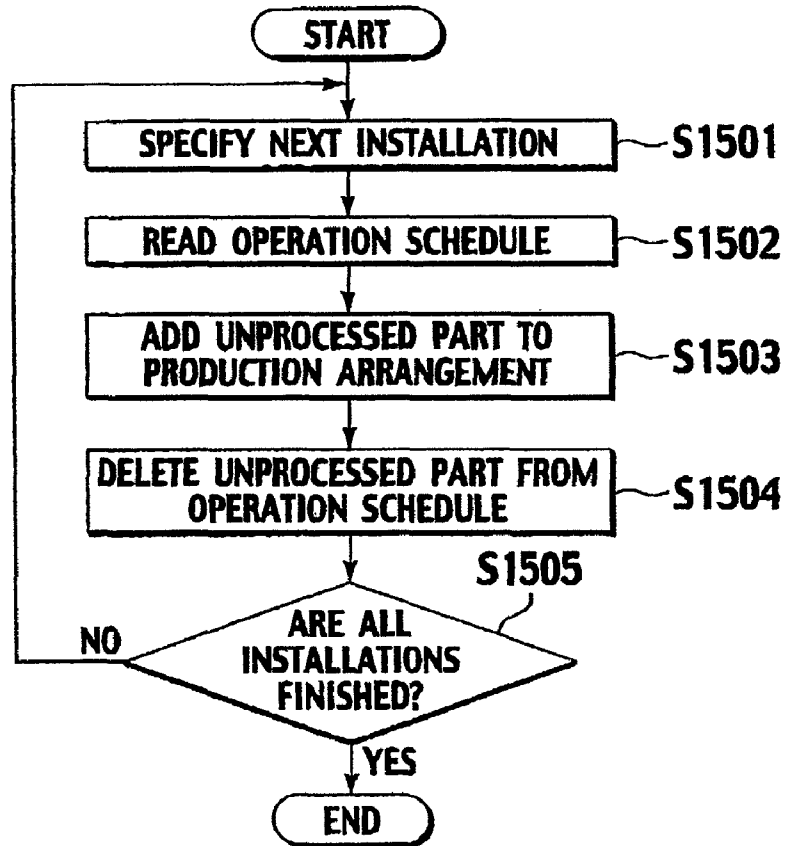 START
SPECIFY NEXT INSTALLATION
S1501
READ OPERATION SCHEDULE
S1502
ADD UNPROCESSED PART TO
PRODUCTION ARRANGEMENT
S1503
DELETE UNPROCESSED PART FROM
OPERATION SCHEDULE
S1504
S1505
ARE ALL
INSTALLATIONS
FINISHED?
NO
YES
END